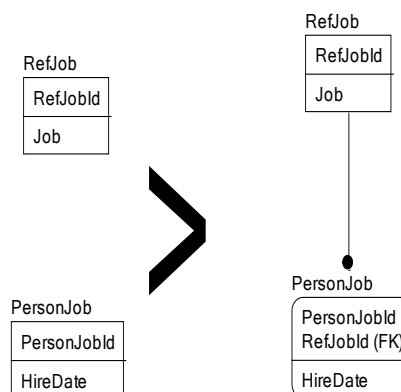 RefJob
RefJobId
Job
PersonJob
PersonJobId
HireDate
RefJob
RefJobId
Job
PersonJob
PersonJobId
RefJobId (FK)
HireDate